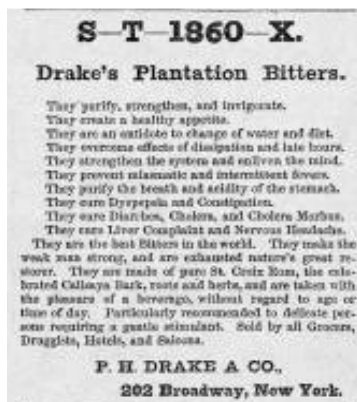 S—T—1860—X.
Drake's Plantation Bitters.
They purify, strengthen, and invigorate.
They create a healthy appetite.
They are an antidote to change of water and diet.
They overcome effects of dissipation and late hours.
They strengthen the system and enliven the mind.
They prevent miasmatic and intermittent fevers.
They purify the breath and acidity of the stomach.
They cure Dyspepsia and Constipation.
They cure Diarrhea, Cholera, and Cholera Morbus.
They cure Liver Complaint and Nervous Headache.
They are the best Bitters in the world. They make the
weak man strong, and are exhausted nature's great re-
storer. They are made of pure St. Croix Rum, the cele-
brated Calisaya Bark, roots and herbs, and are taken with
the pleasure of a beverage, without regard to age or
time of day. Particularly recommended to delicate per-
sons requiring a gentle stimulant. Sold by all Grocers,
Druggists, Hotels, and Saloons.
P. H. DRAKE & CO.,
202 Broadway, New York.